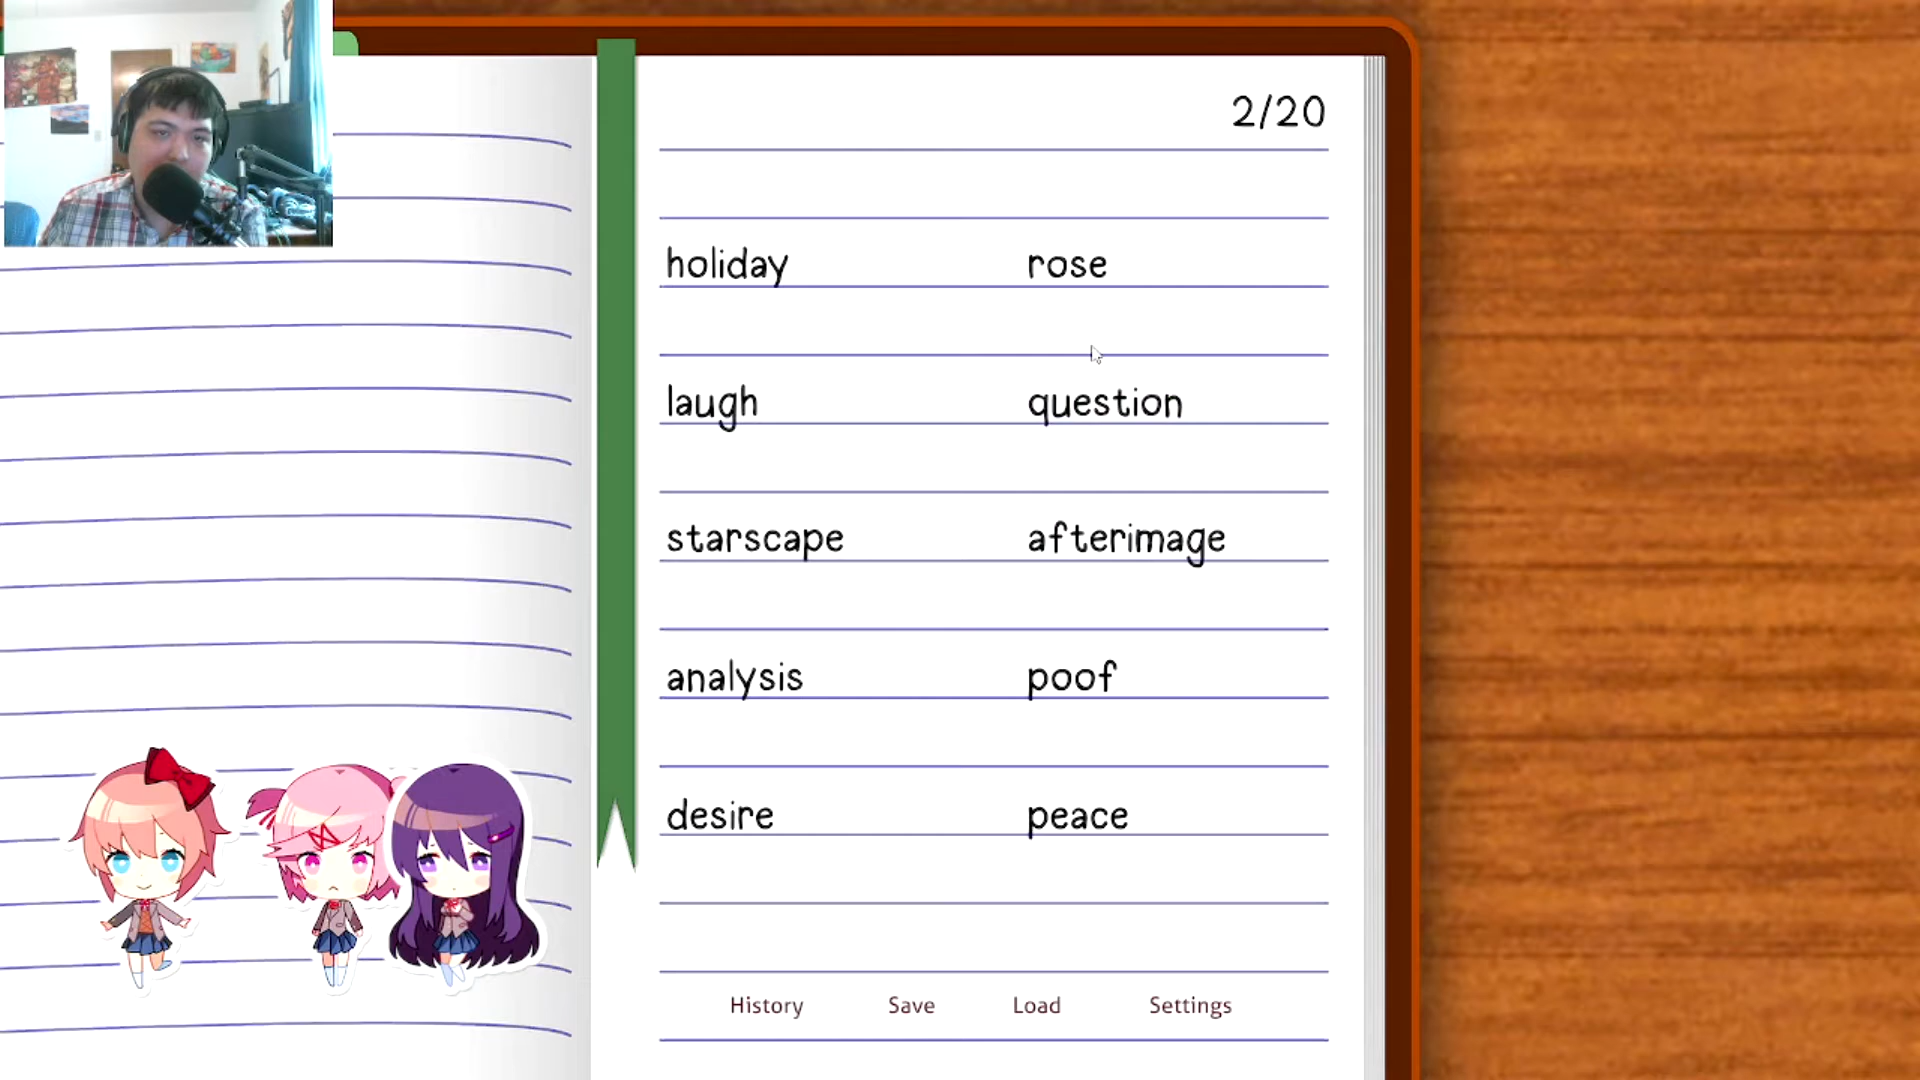 2/20
holiday rose
laugh question
starscape afterimage
analysis poof
desire peace
History Save Load Settings